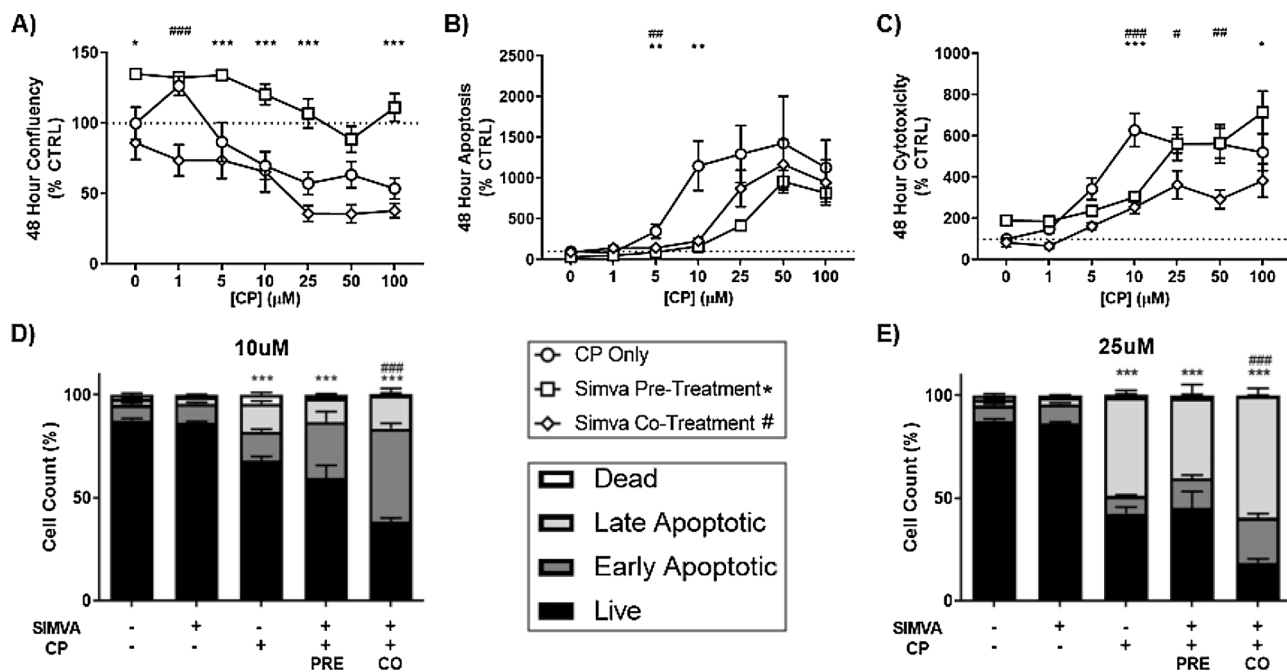 A)
* ### *** *** *** ***
150
100
50
0
48 Hour Confluency
(% CTRL)
0 1 5 10 25 50 100
[CP] (µM)
B)
##
** **
2500
2000
1500
1000
500
0
48 Hour Apoptosis
(% CTRL)
0 1 5 10 25 50 100
[CP] (µM)
C)
### # ##
*** *
1000
800
600
400
200
0
48 Hour Cytotoxicity
(% CTRL)
0 1 5 10 25 50 100
[CP] (µM)
D)
10uM
###
*** *** ***
100
50
0
Cell Count (%)
SIMVA - + - + +
CP - - + + +
PRE CO
CP Only
Simva Pre-Treatment*
Simva Co-Treatment #
Dead
Late Apoptotic
Early Apoptotic
Live
E)
25uM
###
*** *** ***
100
50
0
Cell Count (%)
SIMVA - + - + +
CP - - + + +
PRE CO